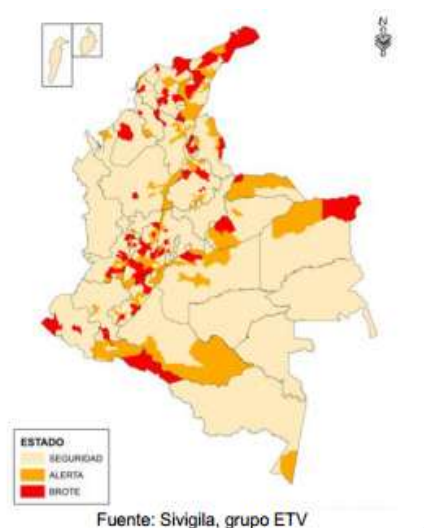 N
ESTADO
SEGURIDAD
ALERTA
BROTE
Fuente: Sivigila, grupo ETV